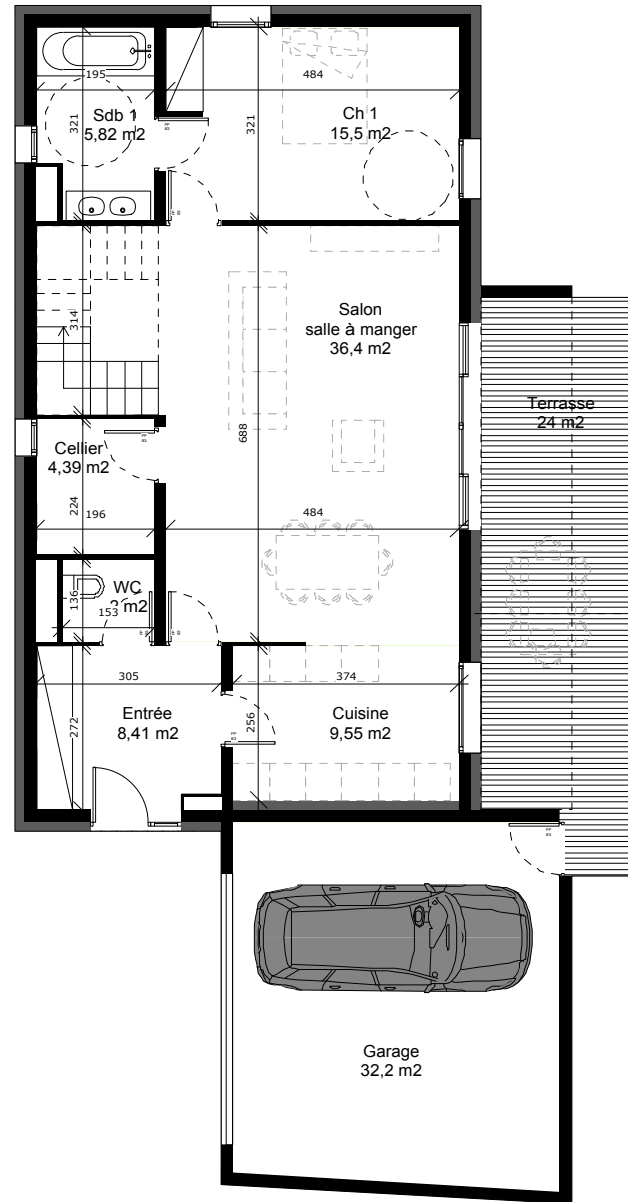 195
484
Sdb 1
5,82 m2
321
321
Ch 1
15,5 m2
314
Salon
salle à manger
36,4 m2
Terrasse
24 m2
688
Cellier
4,39 m2
224
196
484
136
WC
m2
153
305
374
Entrée
8,41 m2
272
256
Cuisine
9,55 m2
Garage
32,2 m2